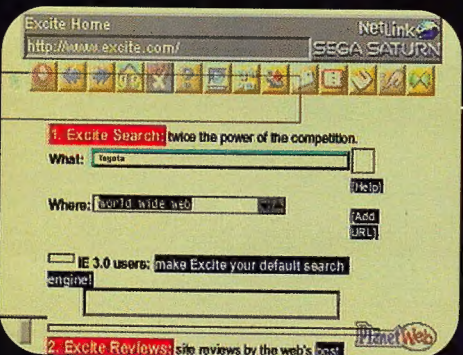 Excite Home
NetLink
http://www.excite.com/
SEGA SATURN
1. Excite Search: twice the power of the competition.
What: Toyota
[Help]
Where: world wide web
[Add
URL]
IE 3.0 users: make Excite your default search
engine!
PlanetWeb
2. Excite Reviews: site reviews by the web's best